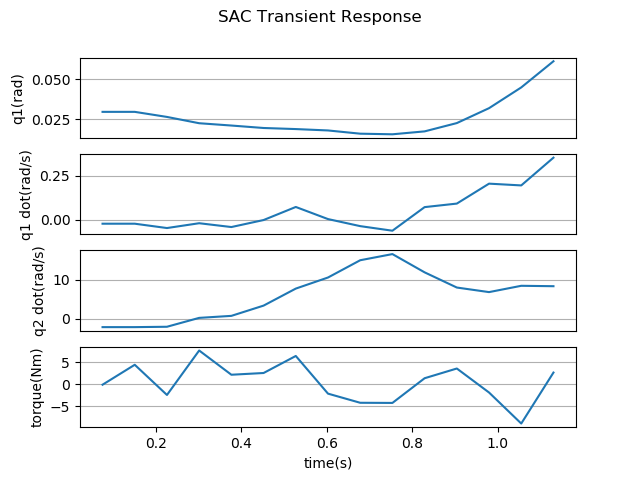 SAC Transient Response
q1(rad)
0.050
0.025
q1 dot(rad/s)
0.25
0.00
q2 dot(rad/s)
10
0
torque(Nm)
5
0
−5
0.2 0.4 0.6 0.8 1.0
time(s)